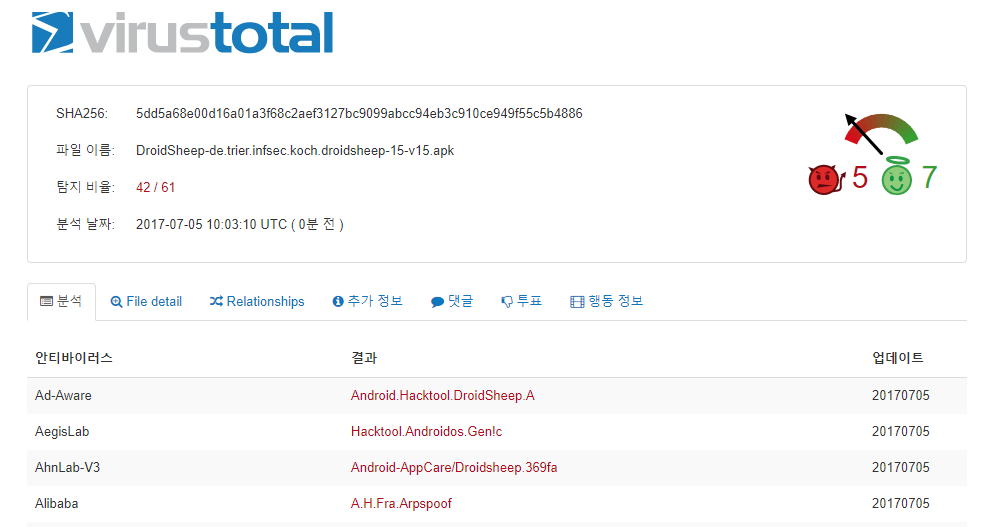 virustotal
SHA256: 5dd5a68e00d16a01a3f68c2aef3127bc9099abcc94eb3c910ce949f55c5b4886
파일 이름: DroidSheep-de.trier.infsec.koch.droidsheep-15-v15.apk
탐지 비율: 42 / 61
분석 날짜: 2017-07-05 10:03:10 UTC ( 0분 전 )
5 7
분석 File detail Relationships 추가 정보 댓글 투표 행동 정보
안티바이러스 결과 업데이트
Ad-Aware Android.Hacktool.DroidSheep.A 20170705
AegisLab Hacktool.Androidos.Gen!c 20170705
AhnLab-V3 Android-AppCare/Droidsheep.369fa 20170705
Alibaba A.H.Fra.Arpspoof 20170705